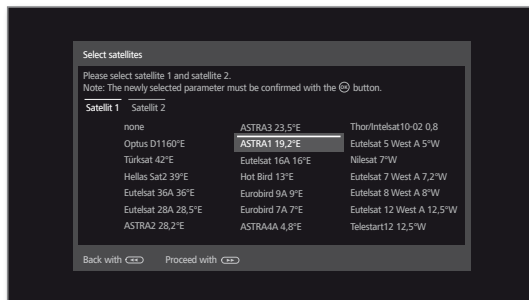 Select satellites
Please select satellite 1 and satellite 2.
Note: The newly selected parameter must be confirmed with the OK button.
Satellit 1 Satellit 2
none ASTRA3 23,5°E Thor/Intelsat10-02 0,8
Optus D1160°E ASTRA1 19,2°E Eutelsat 5 West A 5°W
Türksat 42°E Eutelsat 16A 16°E Nilesat 7°W
Hellas Sat2 39°E Hot Bird 13°E Eutelsat 7 West A 7,2°W
Eutelsat 36A 36°E Eurobird 9A 9°E Eutelsat 8 West A 8°W
Eutelsat 28A 28,5°E Eurobird 7A 7°E Eutelsat 12 West A 12,5°W
ASTRA2 28,2°E ASTRA4A 4,8°E Telestart12 12,5°W
Back with Proceed with